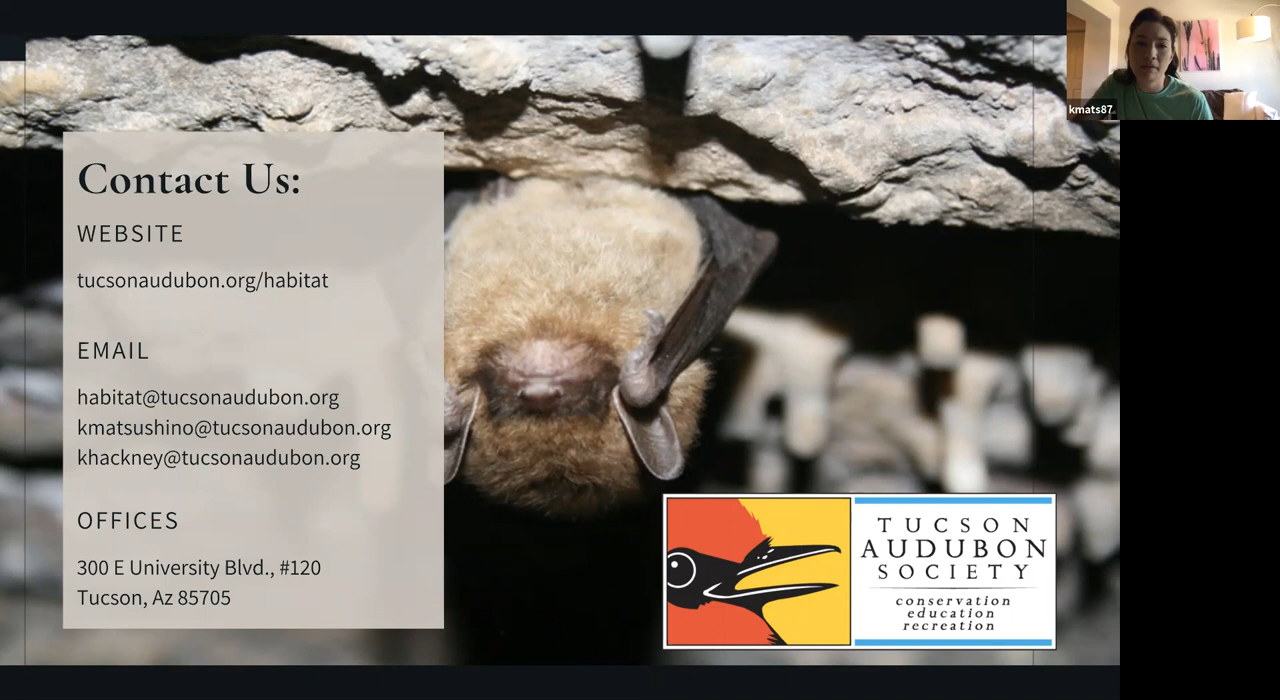 kmats87
Contact Us:
WEBSITE
tucsonaudubon.org/habitat
EMAIL
habitat@tucsonaudubon.org
kmatsushino@tucsonaudubon.org
khackney@tucsonaudubon.org
OFFICES
300 E University Blvd., #120
Tucson, Az 85705
TUCSON
AUDUBON
SOCIETY
conservation
education
recreation